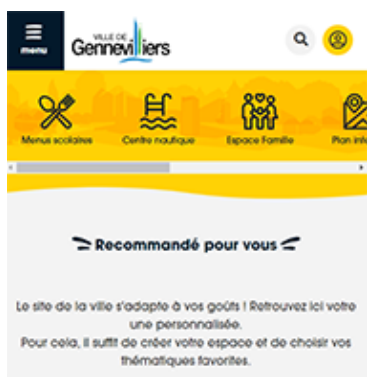 menu
VILLE DE
Gennevilliers
Menus scolaires
Centre nautique
Espace Famille
Plan inte
Recommandé pour vous
Le site de la ville s'adapte à vos goûts ! Retrouvez ici votre
une personnalisée.
Pour cela, il suffit de créer votre espace et de choisir vos
thématiques favorites.